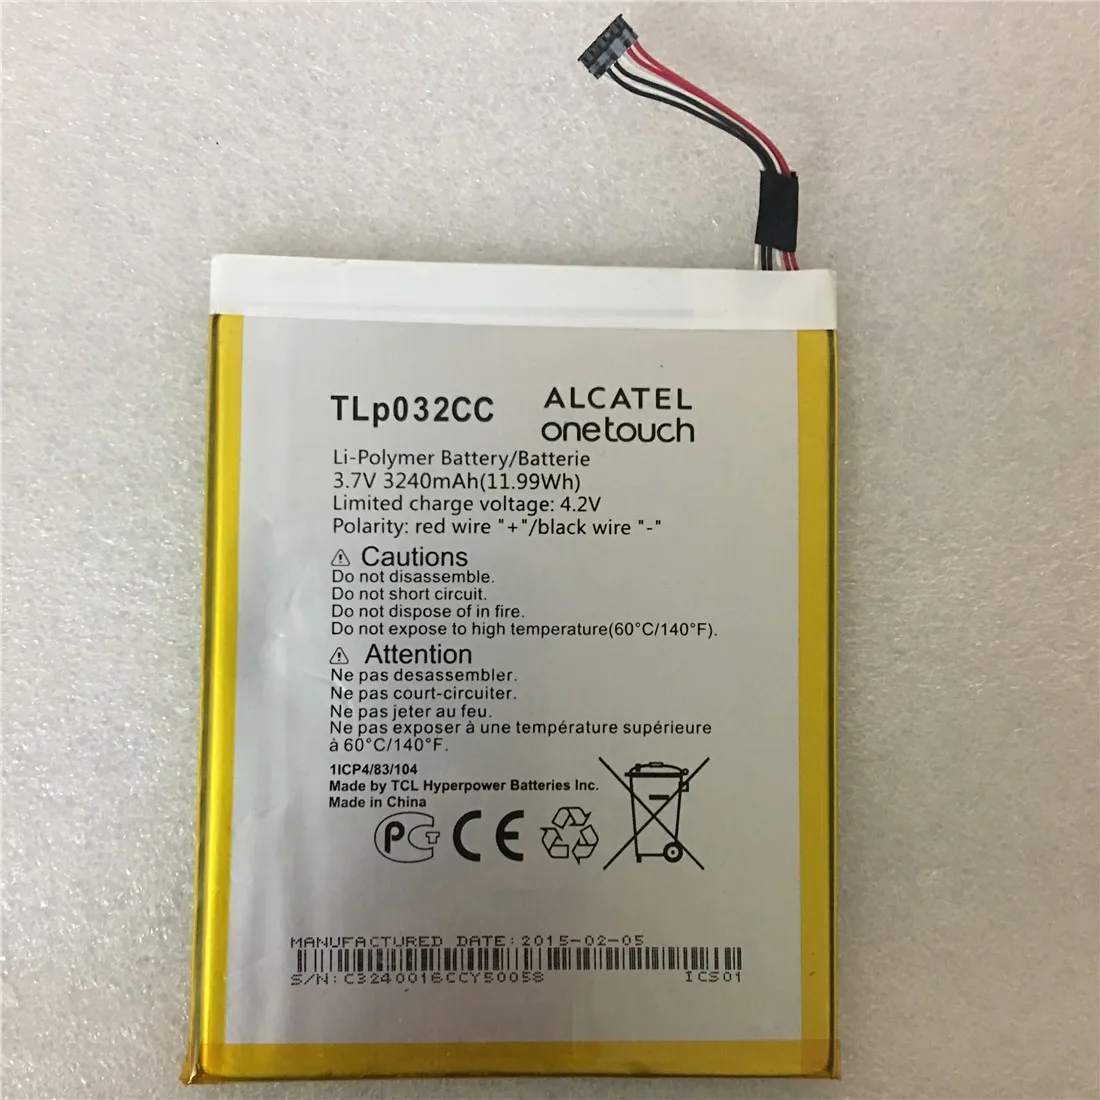 TLp032CC
ALCATEL
onetouch
Li-Polymer Battery/Batterie
3.7V 3240mAh(11.99Wh)
Limited charge voltage: 4.2V
Polarity: red wire "+"/black wire "-"
Cautions
Do not disassemble.
Do not short circuit.
Do not dispose of in fire.
Do not expose to high temperature(60°C/140°F).
Attention
Ne pas desassembler.
Ne pas court-circuiter.
Ne pas jeter au feu.
Ne pas exposer à une température supérieure
à 60°C/140°F.
1ICP4/83/104
Made by TCL Hyperpower Batteries Inc.
Made in China
PCT CE
MANUFACTURED DATE:2015-02-05
S/N:C3240016CCY50058 ICS01